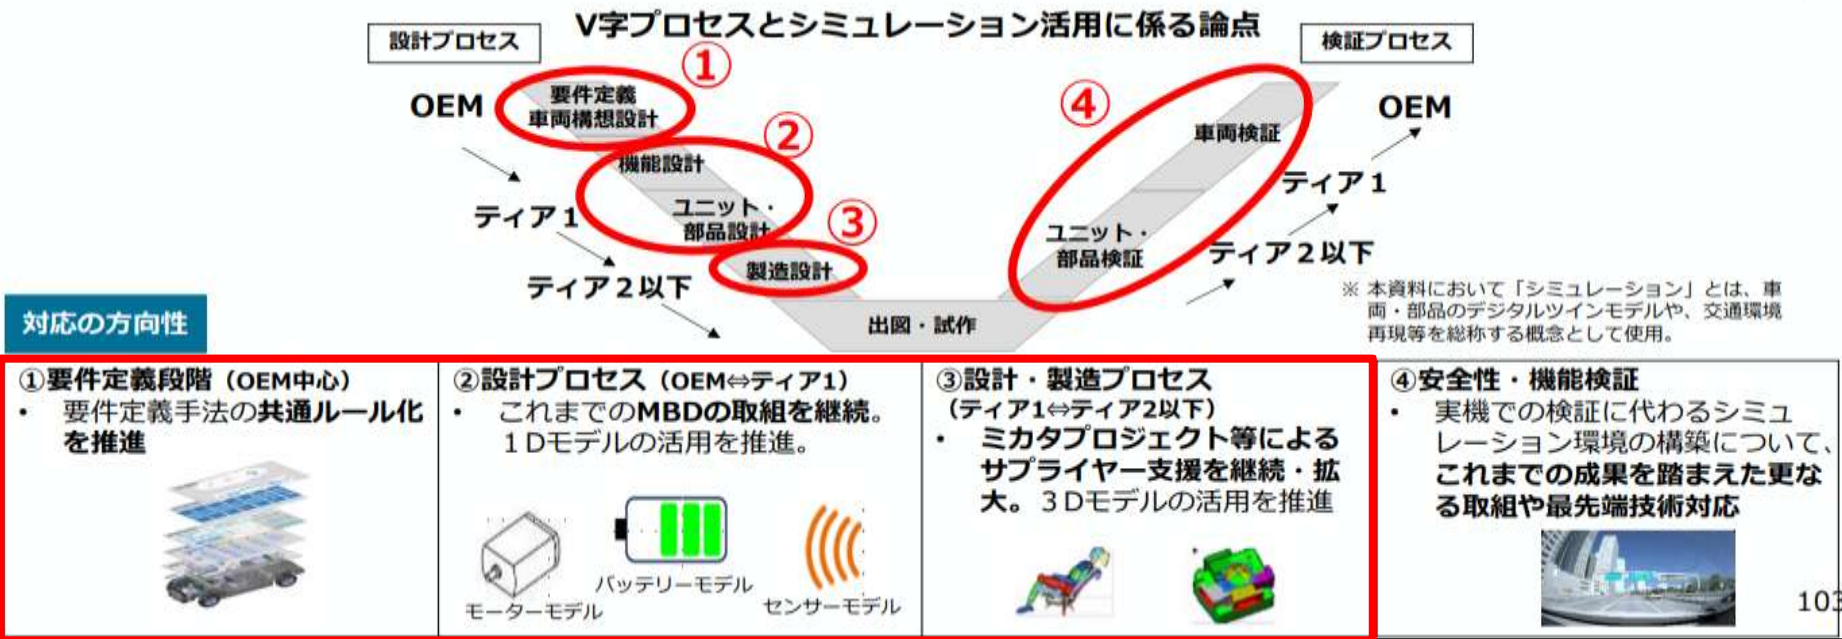 V字プロセスとシミュレーション活用に係る論点
設計プロセス
検証プロセス
①
OEM
要件定義
車両構想設計
②
機能設計
ティア1
ユニット・
部品設計
③
製造設計
ティア2以下
出図・試作
④
OEM
車両検証
ティア1
ユニット・
部品検証
ティア2以下
※ 本資料において「シミュレーション」とは、車
両・部品のデジタルツインモデルや、交通環境
再現等を総称する概念として使用。
対応の方向性
①要件定義段階（OEM中心）
• 要件定義手法の共通ルール化
を推進
②設計プロセス（OEM⇔ティア1）
• これまでのMBDの取組を継続。
１Dモデルの活用を推進。
モーターモデル
バッテリーモデル
センサーモデル
③設計・製造プロセス
（ティア1⇔ティア2以下）
• ミカタプロジェクト等による
サプライヤー支援を継続・拡
大。３Dモデルの活用を推進
④安全性・機能検証
• 実機での検証に代わるシミュ
レーション環境の構築について、
これまでの成果を踏まえた更な
る取組や最先端技術対応
103